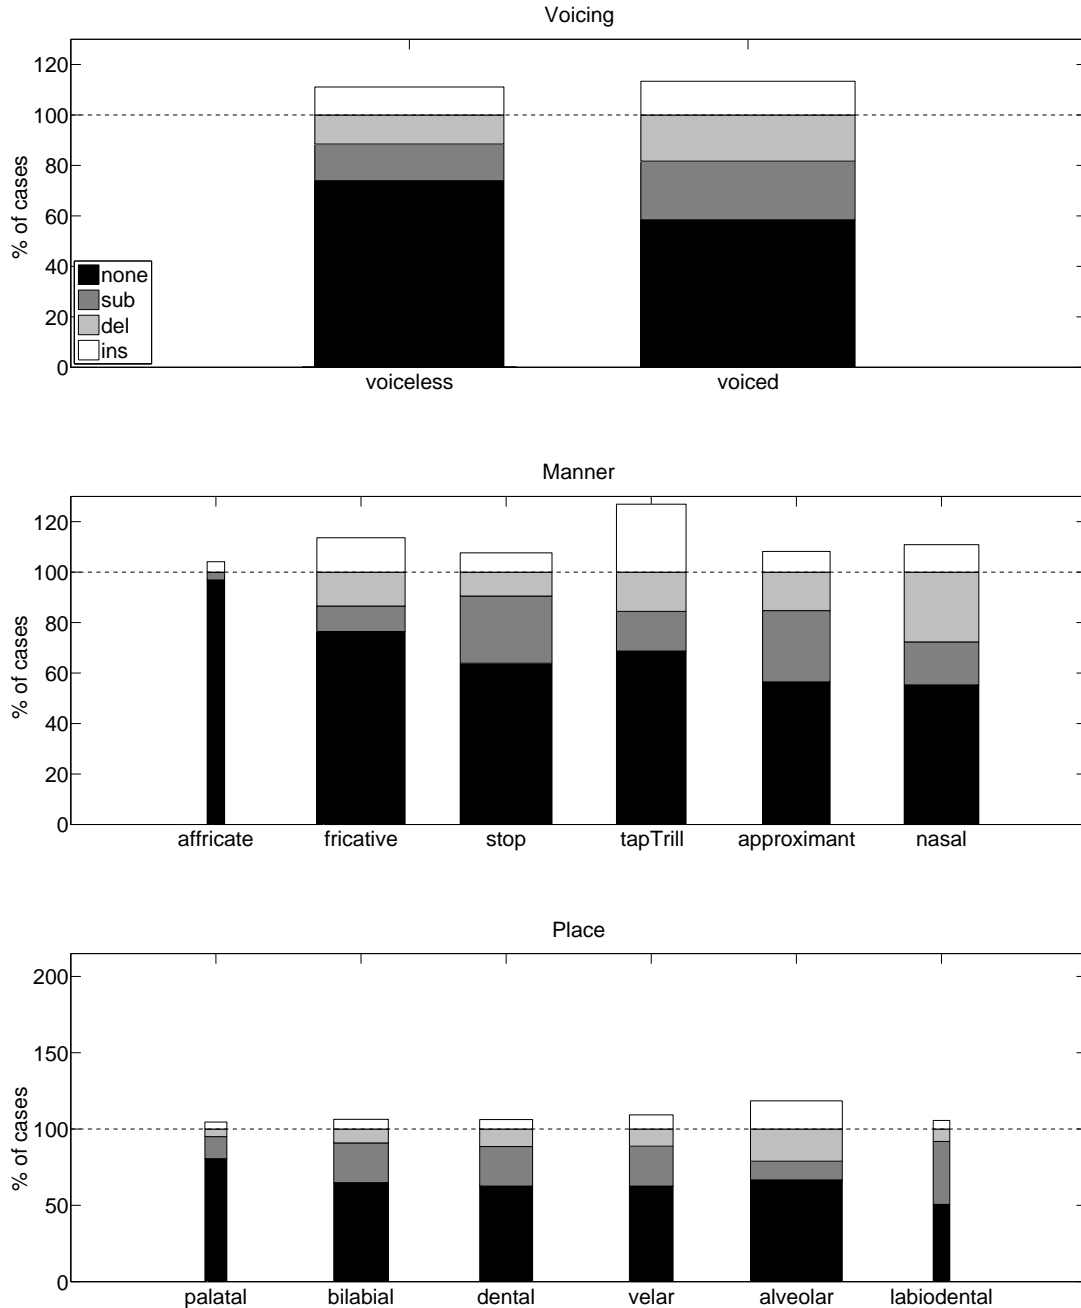 Voicing
120
100
80
60
40
20
0
% of cases
none
sub
del
ins
voiceless voiced
Manner
120
100
80
60
40
20
0
% of cases
affricate fricative stop tapTrill approximant nasal
Place
200
150
100
50
0
% of cases
palatal bilabial dental velar alveolar labiodental